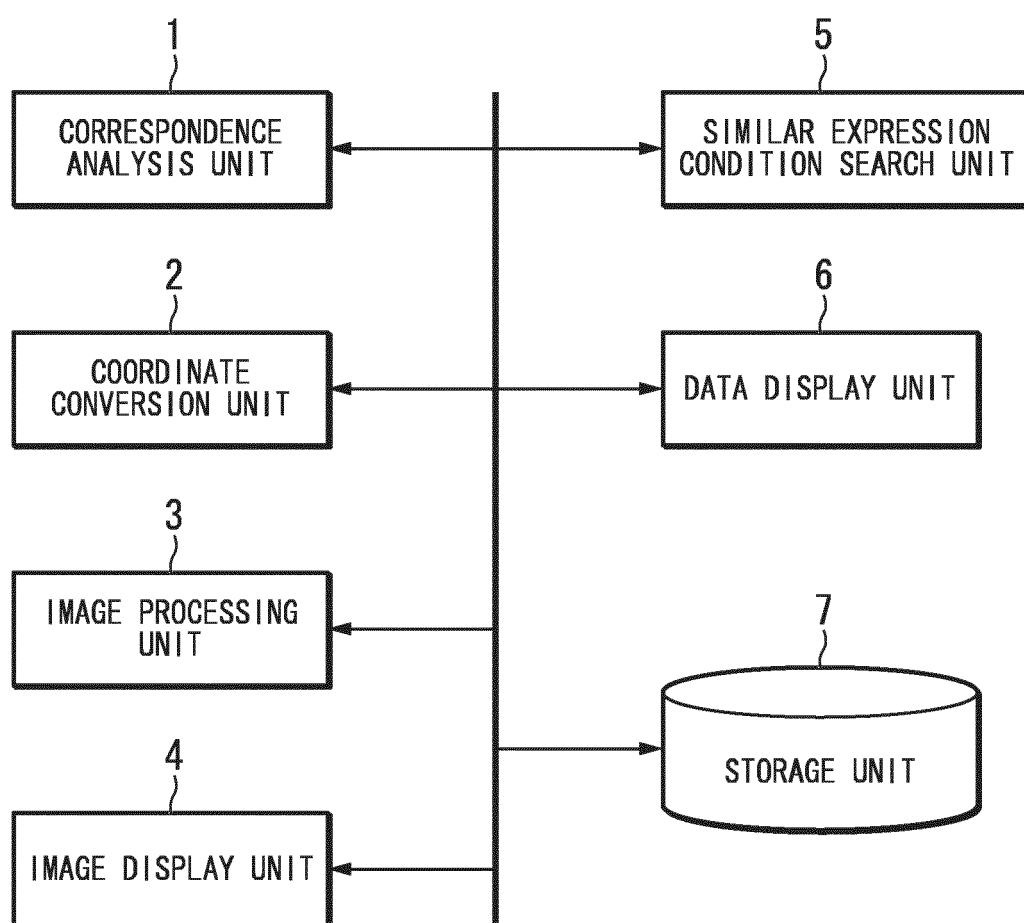 1
CORRESPONDENCE
ANALYSIS UNIT
2
COORDINATE
CONVERSION UNIT
3
IMAGE PROCESSING
UNIT
4
IMAGE DISPLAY UNIT
5
SIMILAR EXPRESSION
CONDITION SEARCH UNIT
6
DATA DISPLAY UNIT
7
STORAGE UNIT